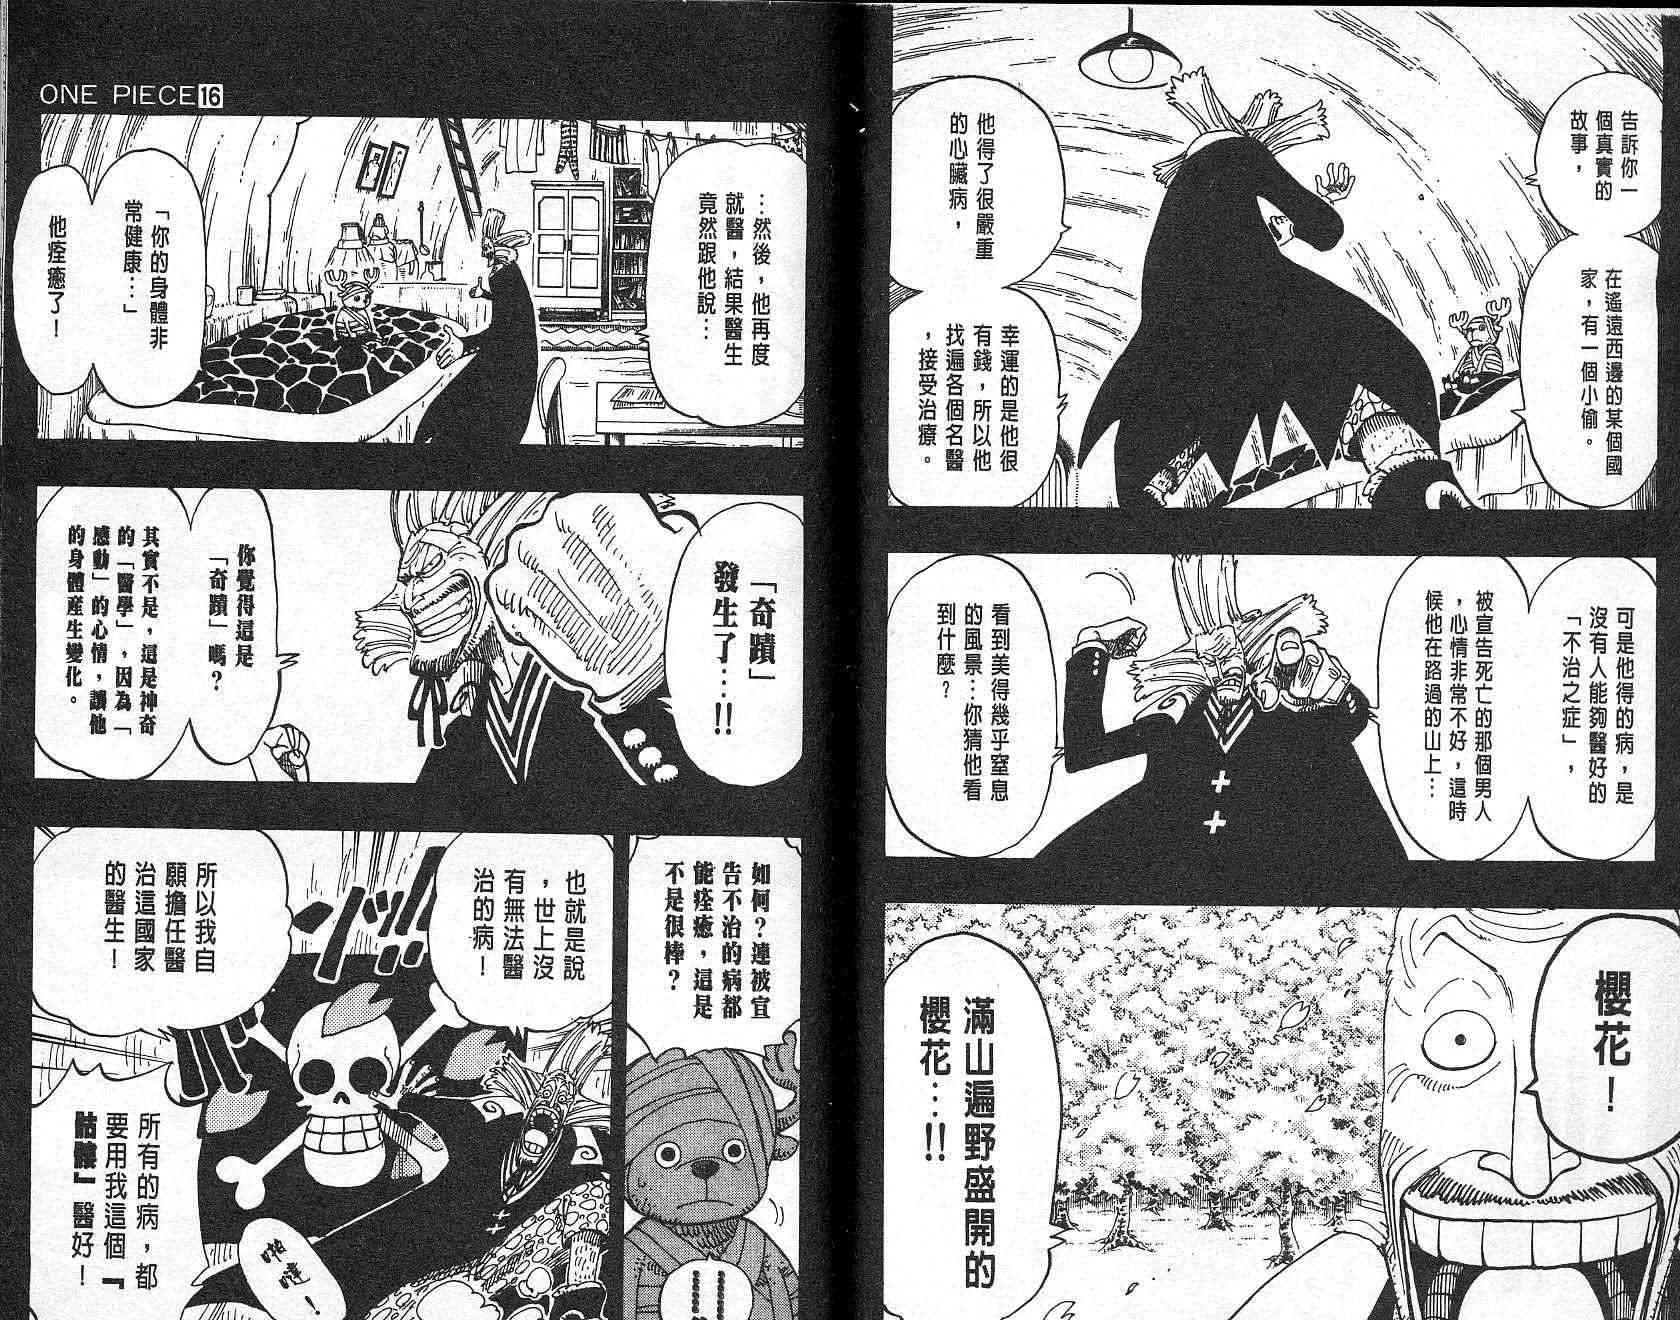 告訴你一
個真實的
故事，
在遙遠西邊的某個國
家，有一個小偷。
他得了很嚴重
的心臟病，
幸運的是他很
有錢，所以他
找遍各個名醫
，接受治療。
可是他得的病，是
沒有人能夠醫好的
「不治之症」，
被宣告死亡的那個男人
，心情非常不好，這時
候他在路過的山上…
看到美得幾乎窒息
的風景…你猜他看
到什麼？
櫻花！
滿山遍野盛開的
櫻花…!!
ONE PIECE16
…然後，他再度
就醫，結果醫生
竟然跟他說…
「你的身體非
常健康…」
他痊癒了！
「奇蹟」
發生了…!!
你覺得這是
「奇蹟」嗎？
其實不是，這是神奇
的「醫學」，因為「
感動」的心情，讓他
的身體產生變化。
如何？連被宣
告不治的病都
能痊癒，這是
不是很棒？
也就是說
，世上沒
有無法醫
治的病！
所以我自
願擔任醫
治這國家
的醫生！
所有的病，都
要用我這個『
骷髏』醫好！